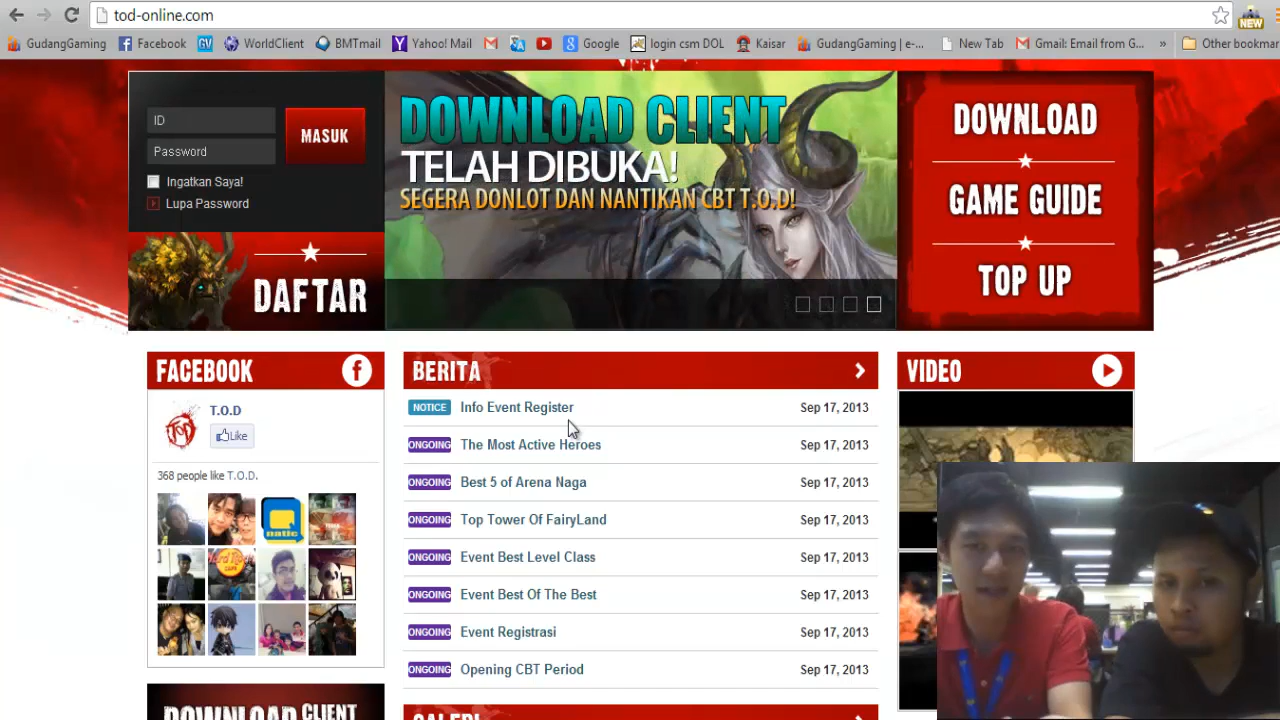 tod-online.com
NEW
GudangGaming
Facebook
GV
WorldClient
BMTmail
Yahoo! Mail
Google
login csm DOL
Kaisar
GudangGaming | e-...
New Tab
Gmail: Email from G...
»
Other bookmar
ID
MASUK
Password
Ingatkan Saya!
Lupa Password
DAFTAR
DOWNLOAD CLIENT
TELAH DIBUKA!
SEGERA DONLOT DAN NANTIKAN CBT T.O.D!
DOWNLOAD
GAME GUIDE
TOP UP
FACEBOOK
TOD
T.O.D
Like
368 people like T.O.D.
natic
DOWNLOAD CLIENT
BERITA
NOTICE Info Event Register Sep 17, 2013
ONGOING The Most Active Heroes Sep 17, 2013
ONGOING Best 5 of Arena Naga Sep 17, 2013
ONGOING Top Tower Of FairyLand Sep 17, 2013
ONGOING Event Best Level Class Sep 17, 2013
ONGOING Event Best Of The Best Sep 17, 2013
ONGOING Event Registrasi Sep 17, 2013
ONGOING Opening CBT Period Sep 17, 2013
GALERI
VIDEO